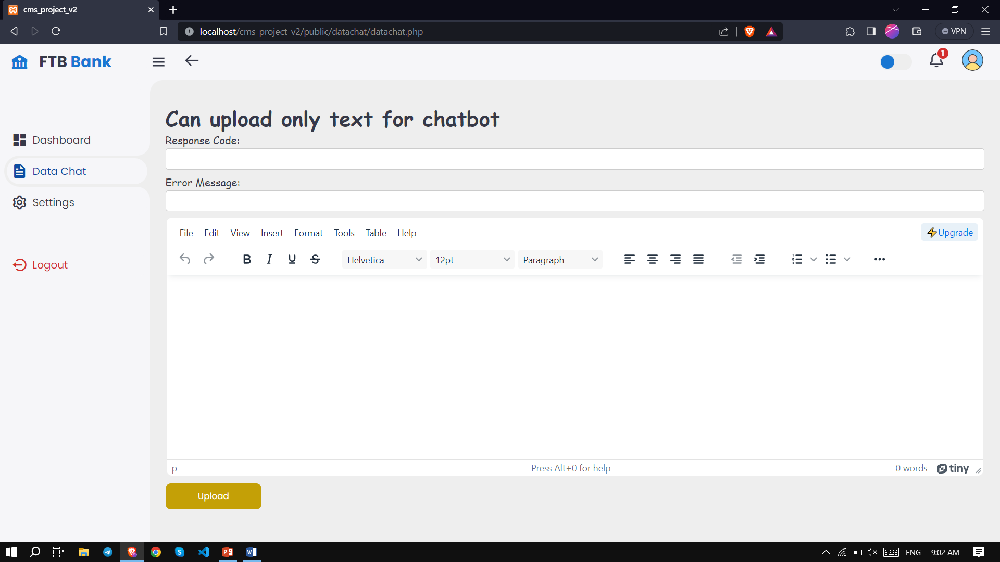 cms_project_v2
localhost/cms_project_v2/public/datachat/datachat.php
VPN
FTB Bank
1
Dashboard
Data Chat
Settings
Logout
Can upload only text for chatbot
Response Code:
Error Message:
File Edit View Insert Format Tools Table Help
⚡Upgrade
B I U S Helvetica 12pt Paragraph
p Press Alt+0 for help 0 words tiny
Upload
ENG 9:02 AM